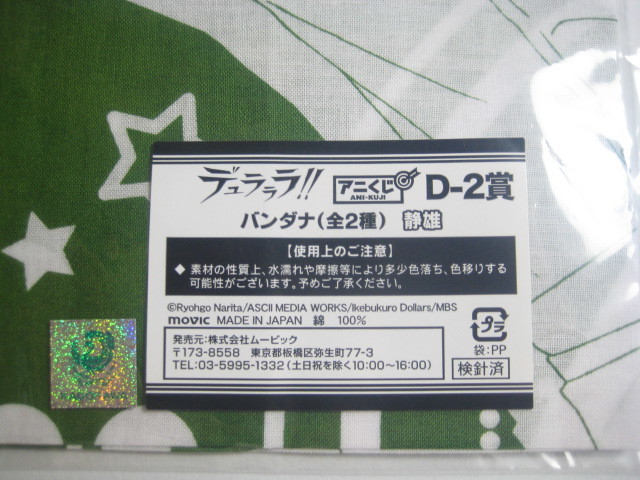 デュラララ!! アニくじ ANI-KUJI D-2賞
バンダナ(全2種) 静雄
【使用上のご注意】
◆ 素材の性質上、水濡れや摩擦等により多少色落ち、色移りする
可能性がございます。予めご了承ください。
©Ryohgo Narita/ASCII MEDIA WORKS/Ikebukuro Dollars/MBS
movic MADE IN JAPAN 綿 100%
発売元:株式会社ムービック
〒173-8558 東京都板橋区弥生町77-3
TEL:03-5995-1332(土日祝を除く10:00〜16:00)
プラ
袋:PP
検針済